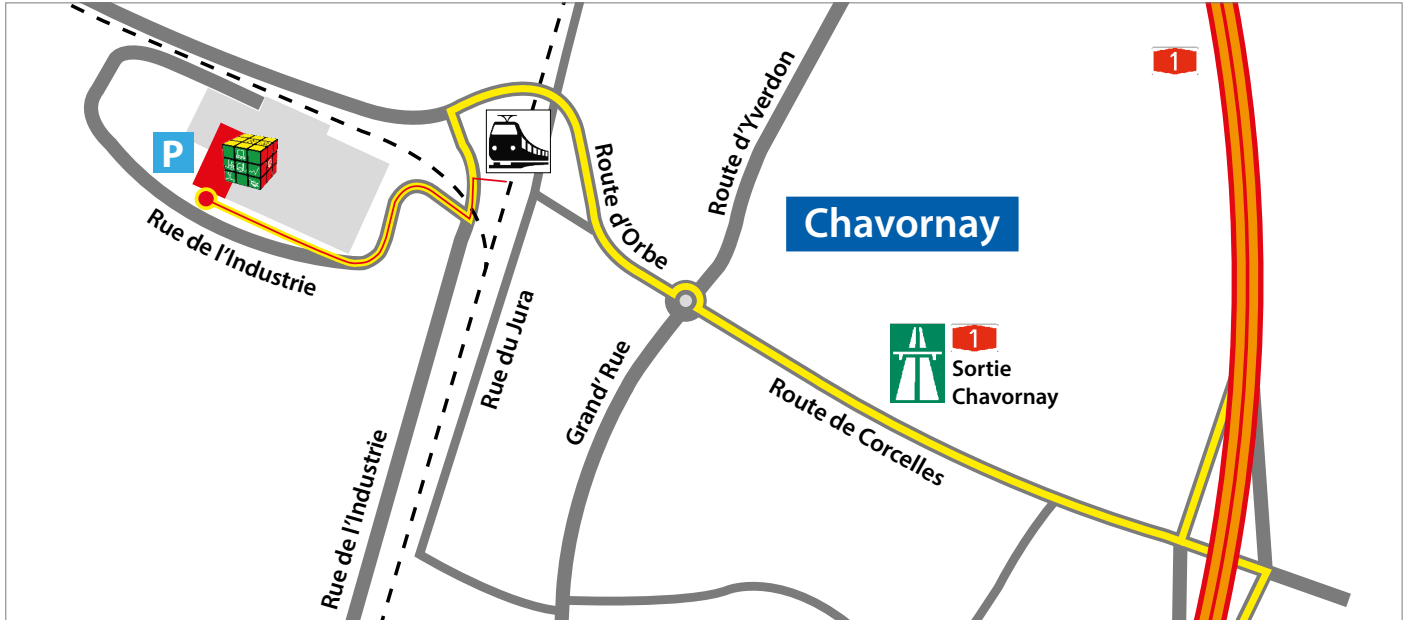 1
P
Rue de l'Industrie
Route d'Orbe
Route d'Yverdon
Chavornay
1
Sortie
Chavornay
Rue du Jura
Grand'Rue
Route de Corcelles
Rue de l'Industrie